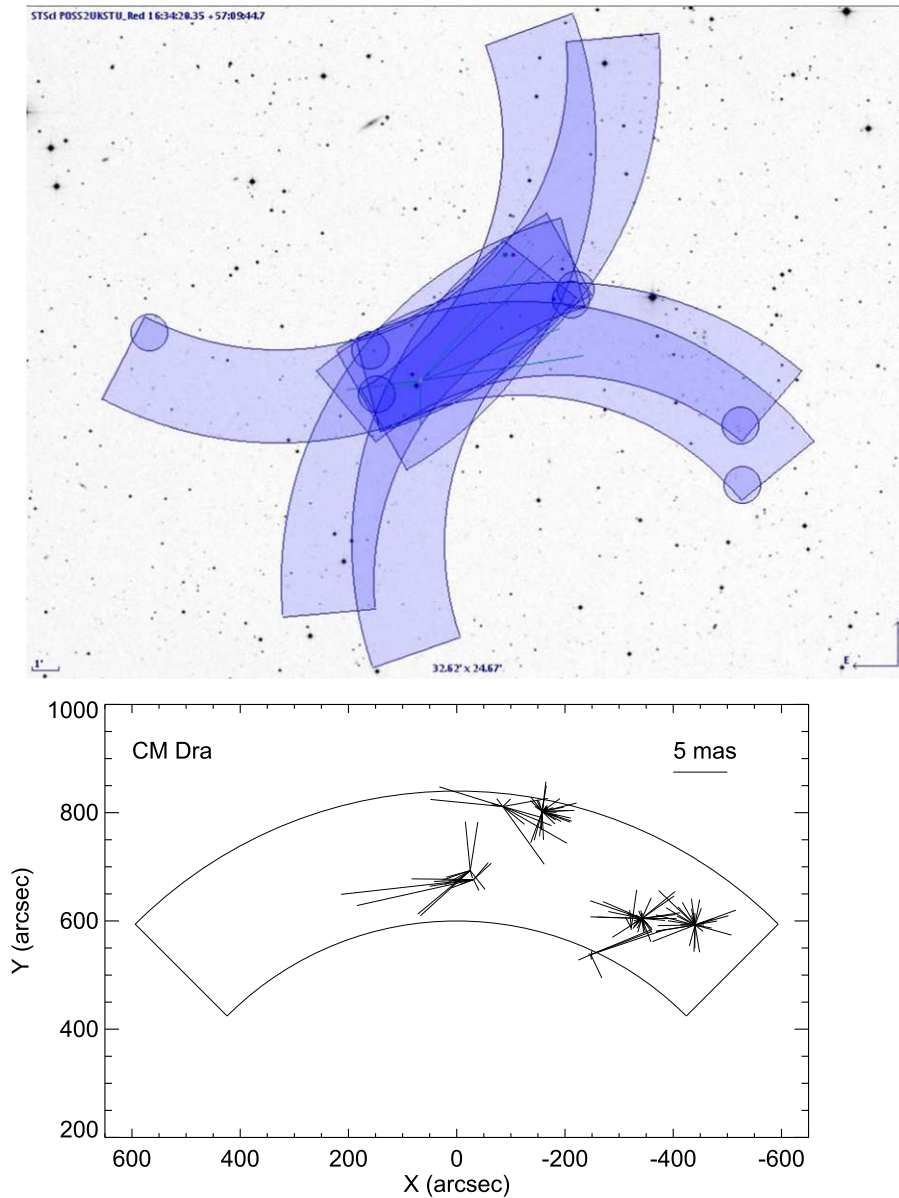 STScI POSS2UKSTU_Red 16:34:20.35 +57:09:44.7
1'
32.62' x 24.67'
E
1000
800
600
400
200
CM Dra
5 mas
Y (arcsec)
600 400 200 0 -200 -400 -600
X (arcsec)